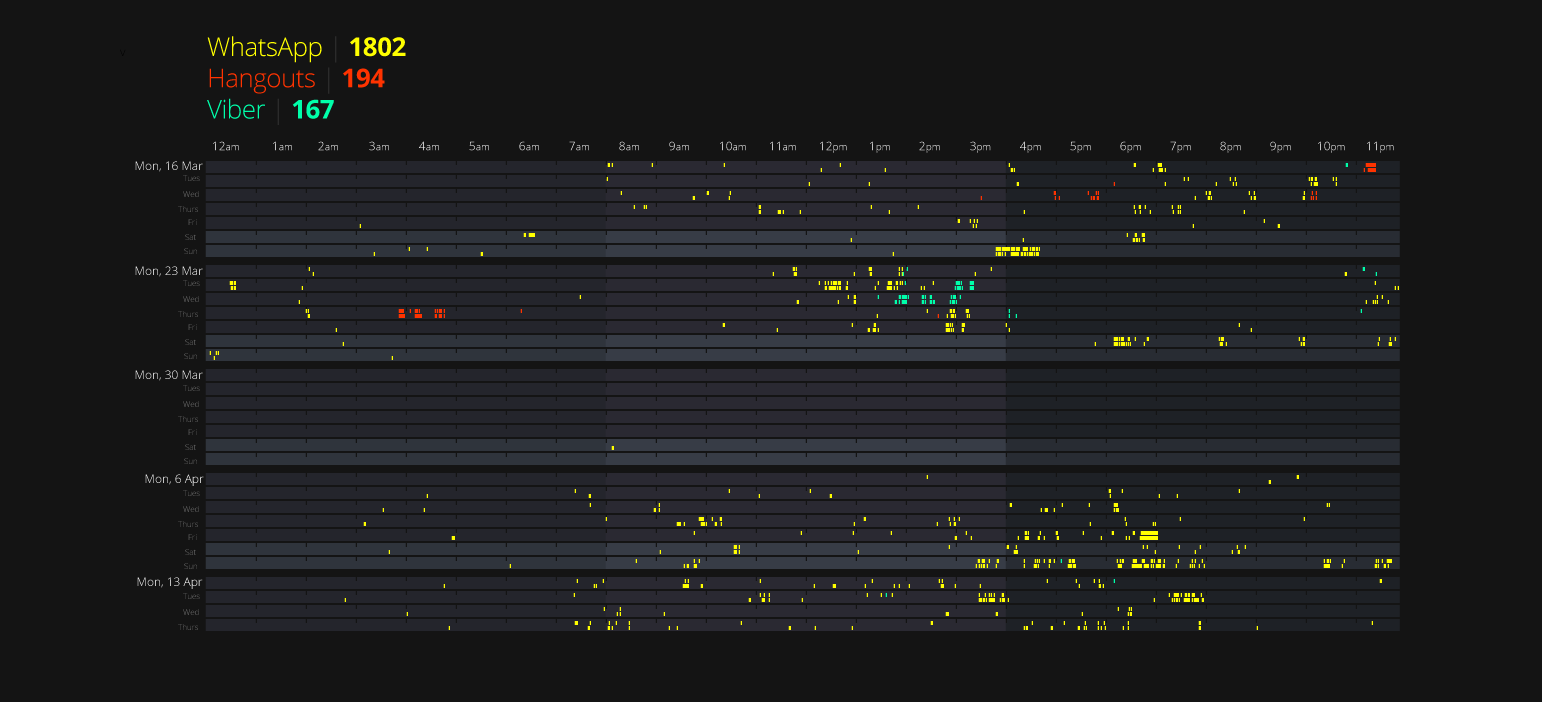 WhatsApp | 1802
Hangouts | 194
Viber | 167
12am 1am 2am 3am 4am 5am 6am 7am 8am 9am 10am 11am 12pm 1pm 2pm 3pm 4pm 5pm 6pm 7pm 8pm 9pm 10pm 11pm
Mon, 16 Mar
Tues
Wed
Thurs
Fri
Sat
Sun
Mon, 23 Mar
Tues
Wed
Thurs
Fri
Sat
Sun
Mon, 30 Mar
Tues
Wed
Thurs
Fri
Sat
Sun
Mon, 6 Apr
Tues
Wed
Thurs
Fri
Sat
Sun
Mon, 13 Apr
Tues
Wed
Thurs